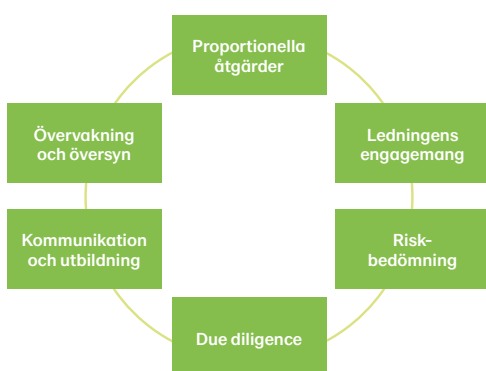 Proportionella
åtgärder
Ledningens
engagemang
Risk-
bedömning
Due diligence
Kommunikation
och utbildning
Övervakning
och översyn